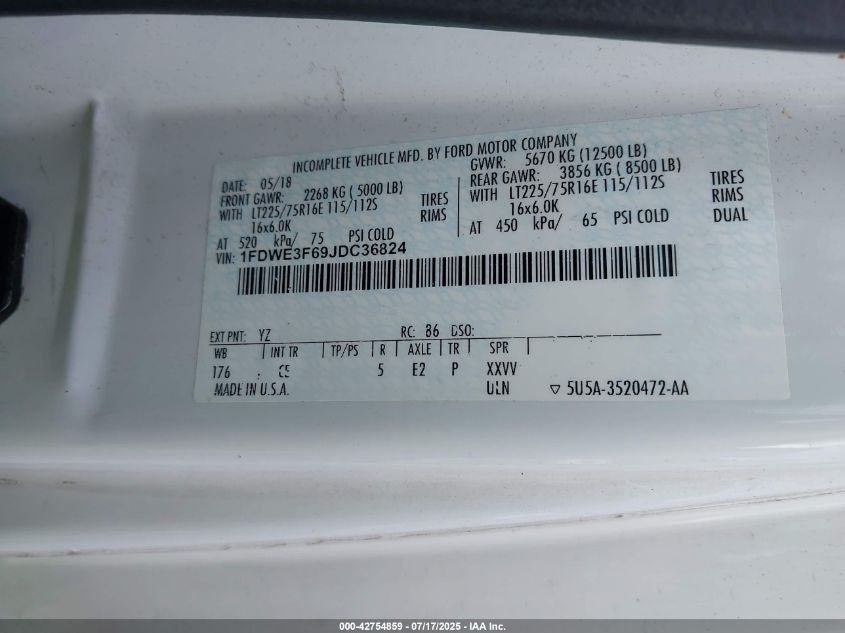 INCOMPLETE VEHICLE MFD. BY FORD MOTOR COMPANY
DATE: 05/18 GVWR: 5670 KG (12500 LB)
FRONT GAWR: 2268 KG ( 5000 LB) REAR GAWR: 3856 KG ( 8500 LB)
WITH LT225/75R16E 115/112S TIRES WITH LT225/75R16E 115/112S TIRES
16x6.0K RIMS 16x6.0K RIMS
AT 520 kPa/ 75 PSI COLD AT 450 kPa/ 65 PSI COLD DUAL
VIN: 1FDWE3F69JDC36824
EXT PNT: YZ RC: 86 DSO:
WB INT TR TP/PS R AXLE TR SPR
176 CE 5 E2 P XXVV
MADE IN U.S.A. ULN ▽ 5U5A-3520472-AA
000-42754859 - 07/17/2025 - IAA Inc.